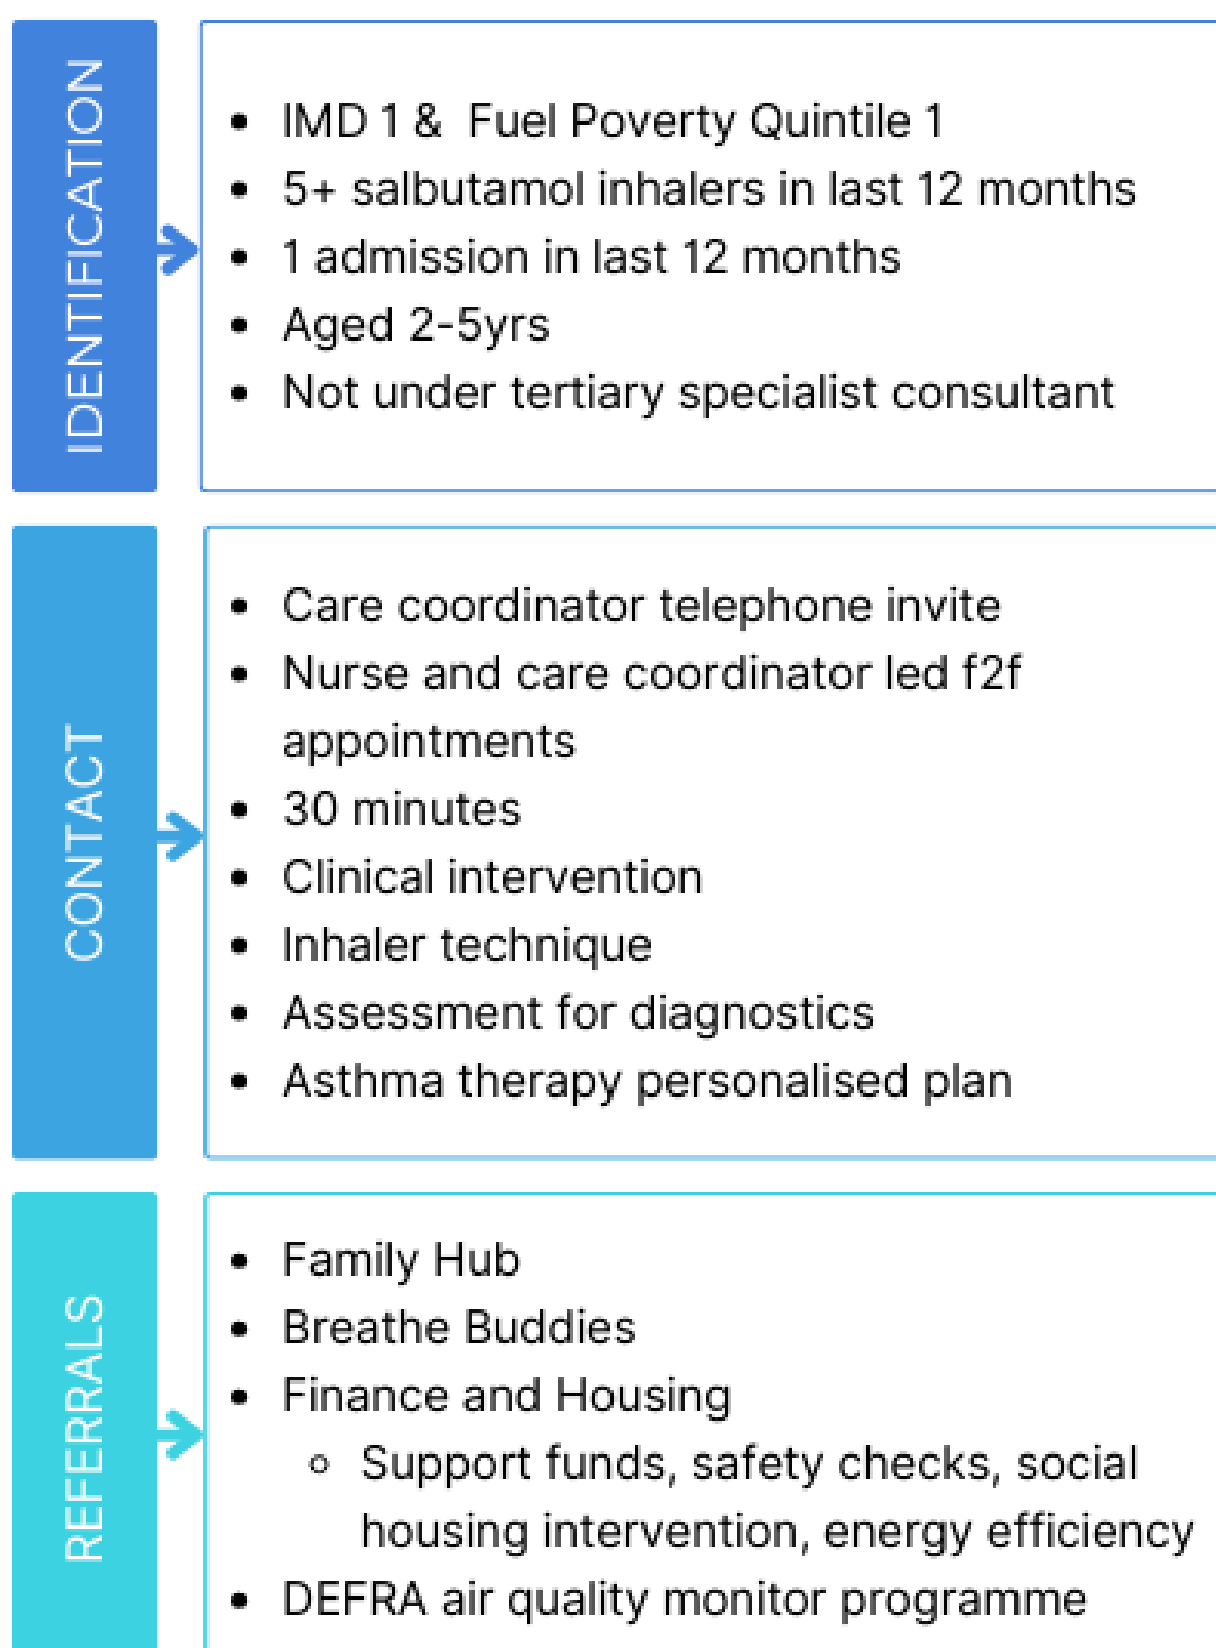 IDENTIFICATION
• IMD 1 &  Fuel Poverty Quintile 1
• 5+ salbutamol inhalers in last 12 months
• 1 admission in last 12 months
• Aged 2-5yrs
• Not under tertiary specialist consultant
CONTACT
• Care coordinator telephone invite
• Nurse and care coordinator led f2f
appointments
• 30 minutes
• Clinical intervention
• Inhaler technique
• Assessment for diagnostics
• Asthma therapy personalised plan
REFERRALS
• Family Hub
• Breathe Buddies
• Finance and Housing
◦ Support funds, safety checks, social
housing intervention, energy efficiency
• DEFRA air quality monitor programme